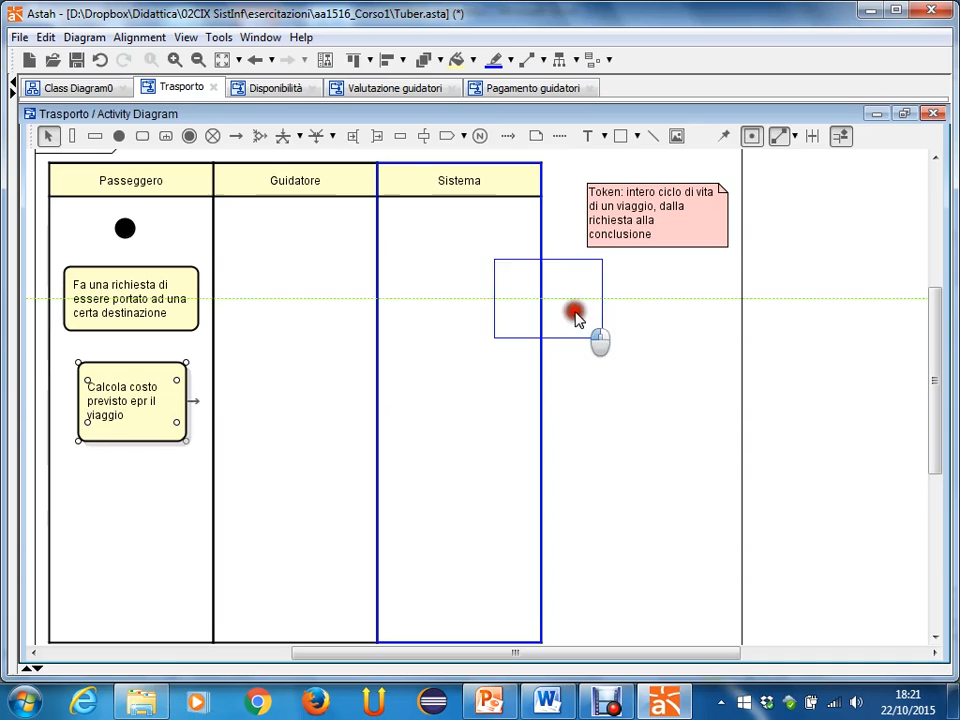 Astah - [D:\Dropbox\Didattica\02CIX SistInf\esercitazioni\aa1516_Corso1\Tuber.asta] (*)
File Edit Diagram Alignment View Tools Window Help
Class Diagram0 Trasporto Disponibilità Valutazione guidatori Pagamento guidatori
Trasporto / Activity Diagram
N T
Passeggero Guidatore Sistema
Token: intero ciclo di vita
di un viaggio, dalla
richiesta alla
conclusione
Fa una richiesta di
essere portato ad una
certa destinazione
Calcola costo
previsto epr il
viaggio
18:21
22/10/2015